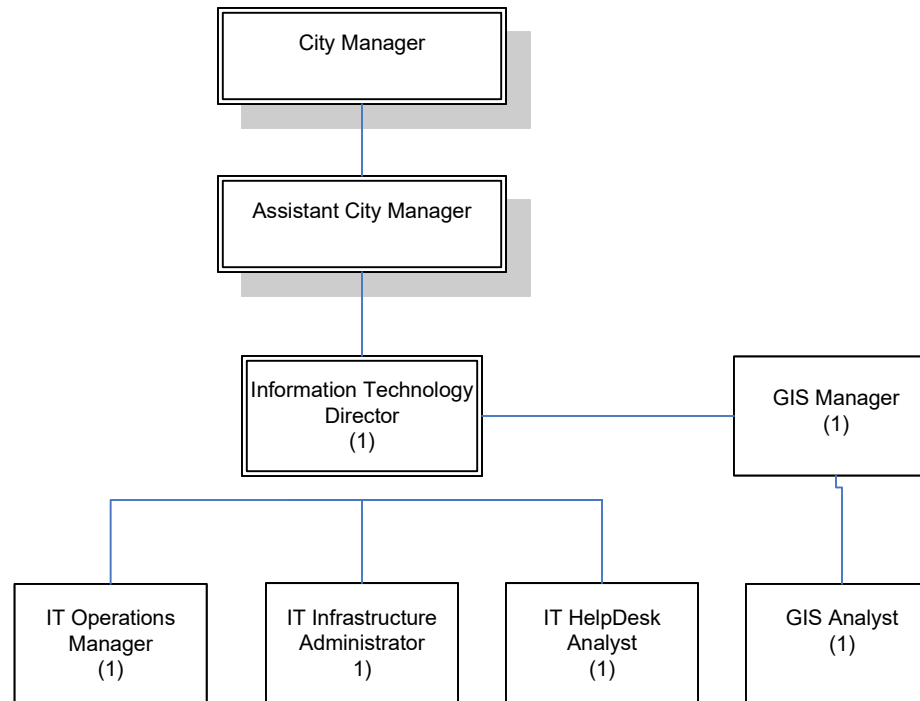 City Manager
Assistant City Manager
Information Technology
Director
(1)
GIS Manager
(1)
IT Operations
Manager
(1)
IT Infrastructure
Administrator
1)
IT HelpDesk
Analyst
(1)
GIS Analyst
(1)